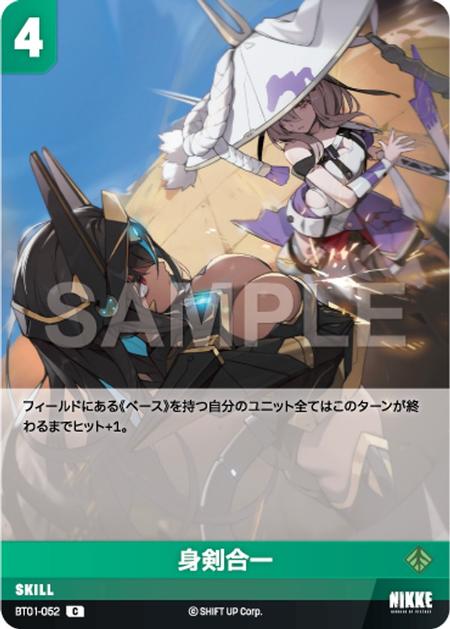 4
SAMPLE
フィールドにある《ペース》を持つ自分のユニット全てはこのターンが終
わるまでヒット+1。
身剣合一
SKILL
BT01-052 C
© SHIFT UP Corp.
NIKKE